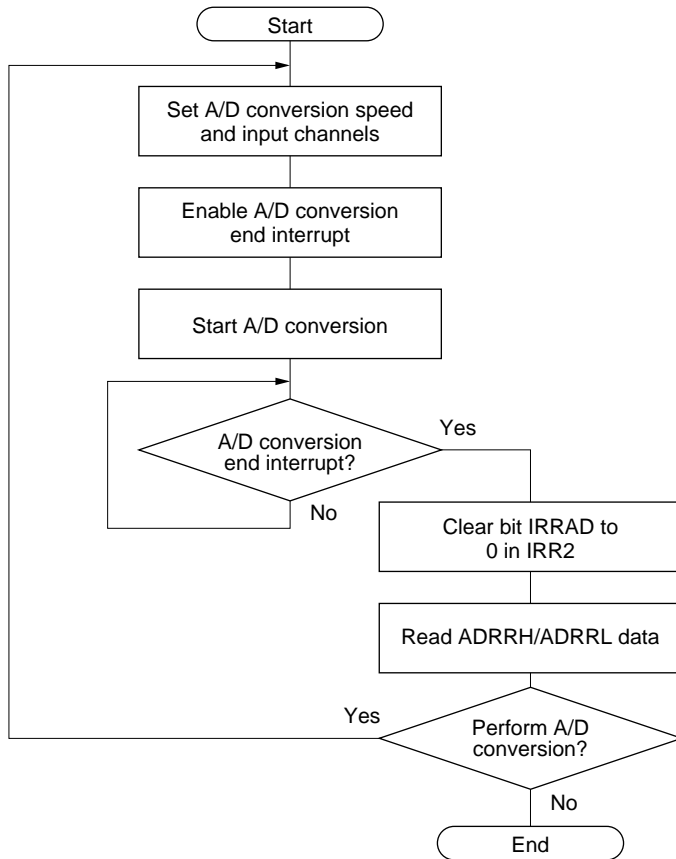 Start
Set A/D conversion speed
and input channels
Enable A/D conversion
end interrupt
Start A/D conversion
A/D conversion
end interrupt?
Yes
No
Clear bit IRRAD to
0 in IRR2
Read ADRRH/ADRRL data
Yes
Perform A/D
conversion?
No
End